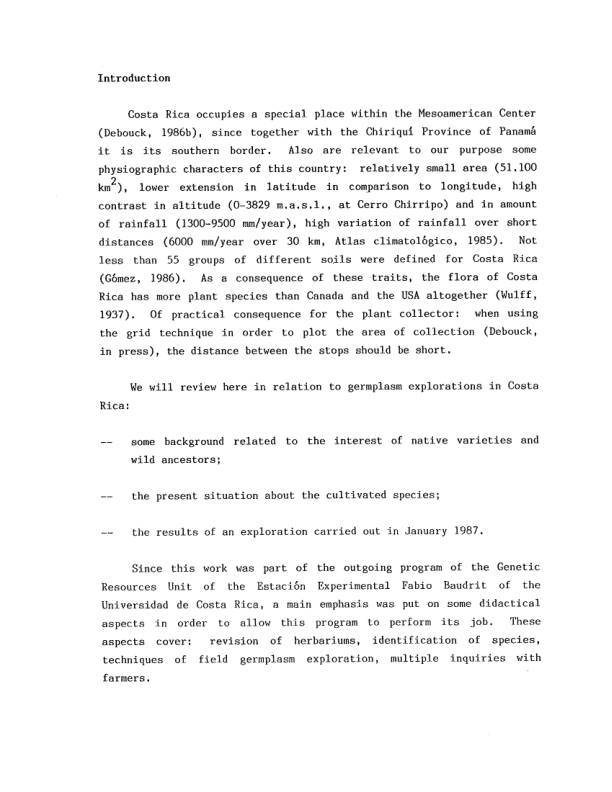 Introduction
Costa Rica occupies a special place within the Mesoamerican Center
(Debouck, 1986b), since together with the Chiriquí Province of Panamá
it is its southern border. Also are relevant to our purpose some
physiographic characters of this country: relatively small area (51.100
km²), lower extension in latitude in comparison to longitude, high
contrast in altitude (0-3829 m.a.s.l., at Cerro Chirripo) and in amount
of rainfall (1300-9500 mm/year), high variation of rainfall over short
distances (6000 mm/year over 30 km, Atlas climatológico, 1985). Not
less than 55 groups of different soils were defined for Costa Rica
(Gómez, 1986). As a consequence of these traits, the flora of Costa
Rica has more plant species than Canada and the USA altogether (Wulff,
1937). Of practical consequence for the plant collector: when using
the grid technique in order to plot the area of collection (Debouck,
in press), the distance between the stops should be short.
We will review here in relation to germplasm explorations in Costa
Rica:
-- some background related to the interest of native varieties and
wild ancestors;
-- the present situation about the cultivated species;
-- the results of an exploration carried out in January 1987.
Since this work was part of the outgoing program of the Genetic
Resources Unit of the Estación Experimental Fabio Baudrit of the
Universidad de Costa Rica, a main emphasis was put on some didactical
aspects in order to allow this program to perform its job. These
aspects cover: revision of herbariums, identification of species,
techniques of field germplasm exploration, multiple inquiries with
farmers.